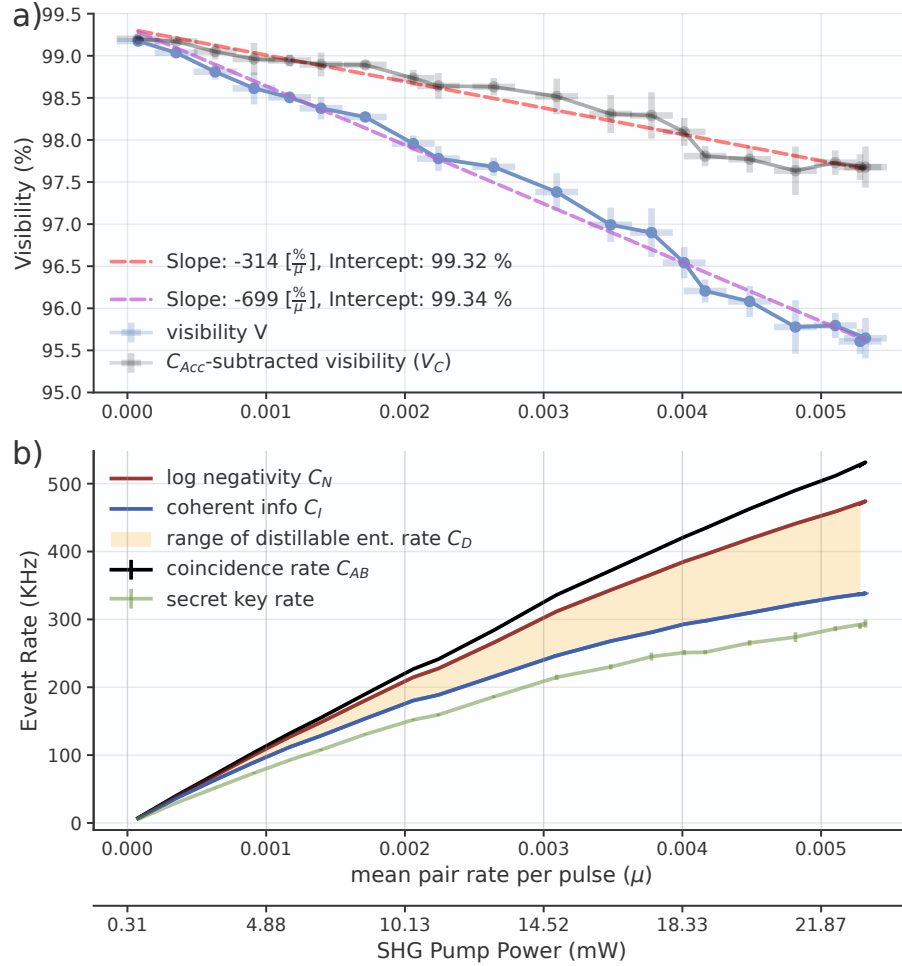 a)
99.5
99.0
98.5
98.0
97.5
97.0
96.5
96.0
95.5
95.0
Visibility (%)
Slope: -314 [%/μ], Intercept: 99.32 %
Slope: -699 [%/μ], Intercept: 99.34 %
visibility V
C_Acc-subtracted visibility (V_C)
0.000 0.001 0.002 0.003 0.004 0.005
b)
500
400
300
200
100
0
Event Rate (KHz)
log negativity C_N
coherent info C_I
range of distillable ent. rate C_D
coincidence rate C_AB
secret key rate
0.000 0.001 0.002 0.003 0.004 0.005
mean pair rate per pulse (μ)
0.31 4.88 10.13 14.52 18.33 21.87
SHG Pump Power (mW)